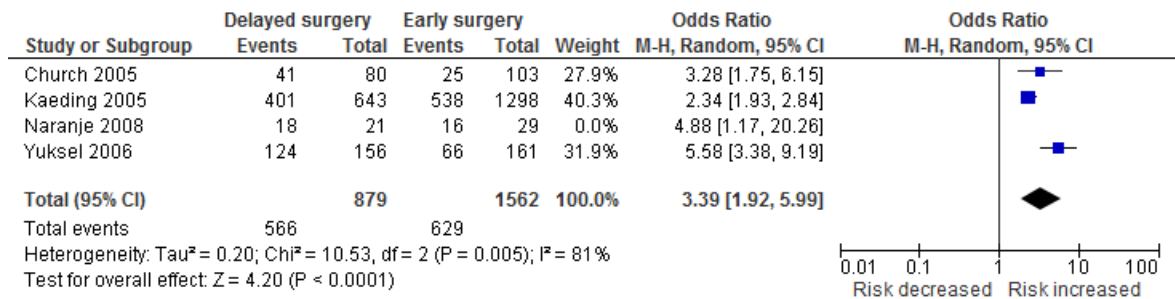 Delayed surgery Early surgery Odds Ratio Odds Ratio
Study or Subgroup Events Total Events Total Weight M-H, Random, 95% CI M-H, Random, 95% CI
Church 2005 41 80 25 103 27.9% 3.28 [1.75, 6.15]
Kaeding 2005 401 643 538 1298 40.3% 2.34 [1.93, 2.84]
Naranje 2008 18 21 16 29 0.0% 4.88 [1.17, 20.26]
Yuksel 2006 124 156 66 161 31.9% 5.58 [3.38, 9.19]
Total (95% CI) 879 1562 100.0% 3.39 [1.92, 5.99]
Total events 566 629
Heterogeneity: Tau² = 0.20; Chi² = 10.53, df = 2 (P = 0.005); I² = 81%
Test for overall effect: Z = 4.20 (P < 0.0001)
0.01 0.1 1 10 100
Risk decreased Risk increased